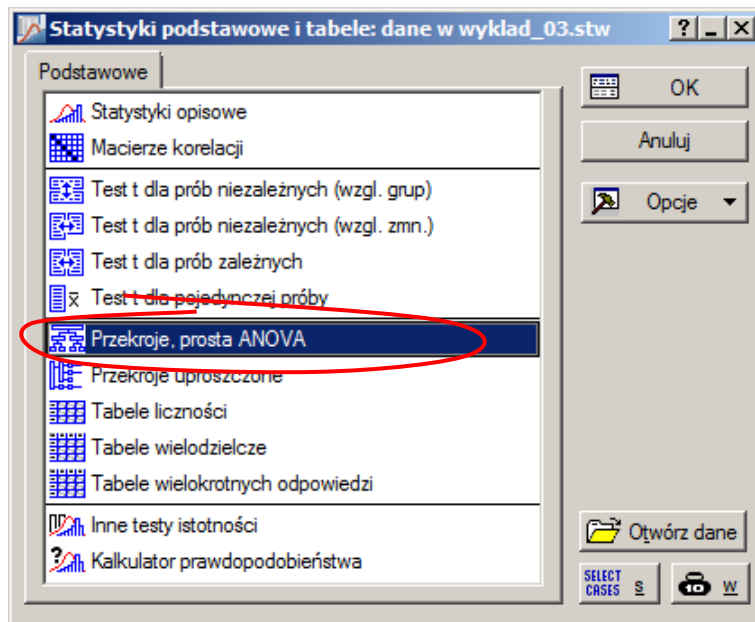 Statystyki podstawowe i tabele: dane w wyklad_03.stw
Podstawowe
Statystyki opisowe
Macierze korelacji
Test t dla prób niezależnych (wzgl. grup)
Test t dla prób niezależnych (wzgl. zmn.)
Test t dla prób zależnych
Test t dla pojedynczej próby
Przekroje, prosta ANOVA
Przekroje uproszczone
Tabele liczności
Tabele wielodzielcze
Tabele wielokrotnych odpowiedzi
Inne testy istotności
Kalkulator prawdopodobieństwa
OK
Anuluj
Opcje
Otwórz dane
SELECT
CASES S
W